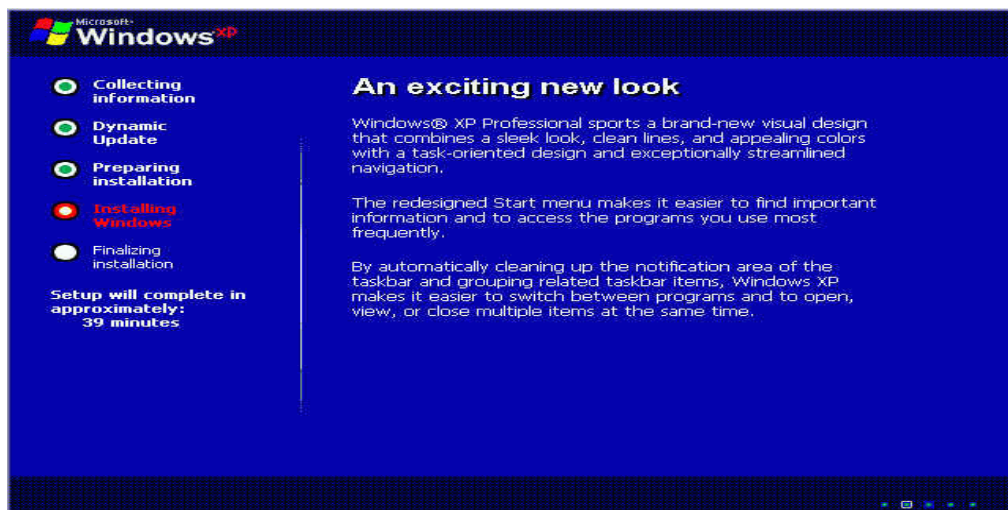 Microsoft®
Windows xp
Collecting
information
Dynamic
Update
Preparing
installation
Installing
Windows
Finalizing
installation
Setup will complete in
approximately:
39 minutes
An exciting new look
Windows® XP Professional sports a brand-new visual design
that combines a sleek look, clean lines, and appealing colors
with a task-oriented design and exceptionally streamlined
navigation.
The redesigned Start menu makes it easier to find important
information and to access the programs you use most
frequently.
By automatically cleaning up the notification area of the
taskbar and grouping related taskbar items, Windows XP
makes it easier to switch between programs and to open,
view, or close multiple items at the same time.